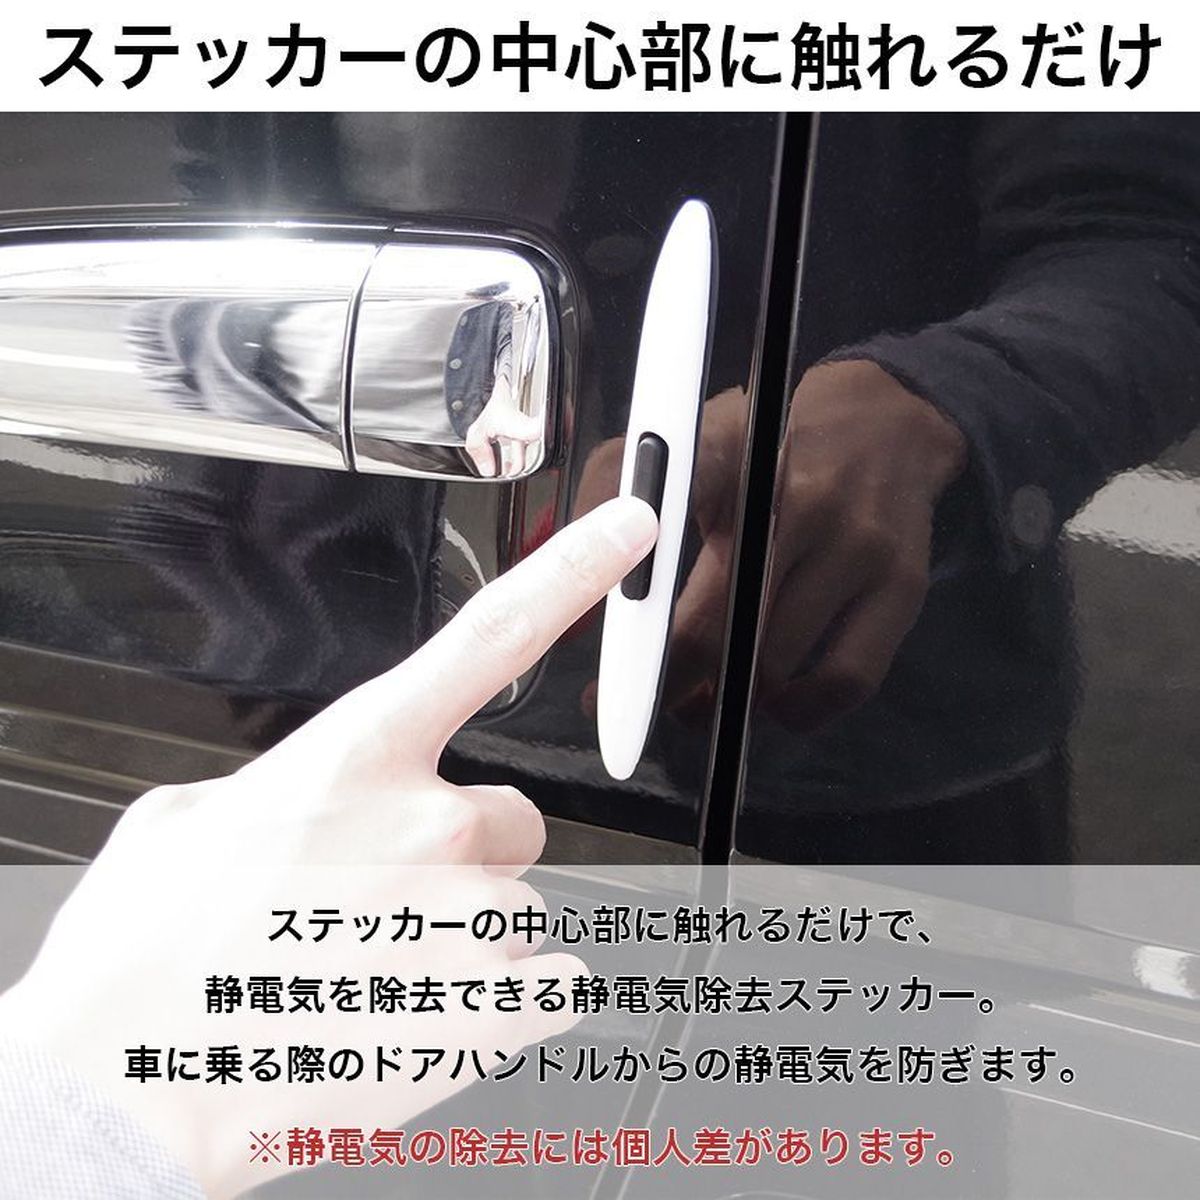 ステッカーの中心部に触れるだけ
ステッカーの中心部に触れるだけで、
静電気を除去できる静電気除去ステッカー。
車に乗る際のドアハンドルからの静電気を防ぎます。
※静電気の除去には個人差があります。